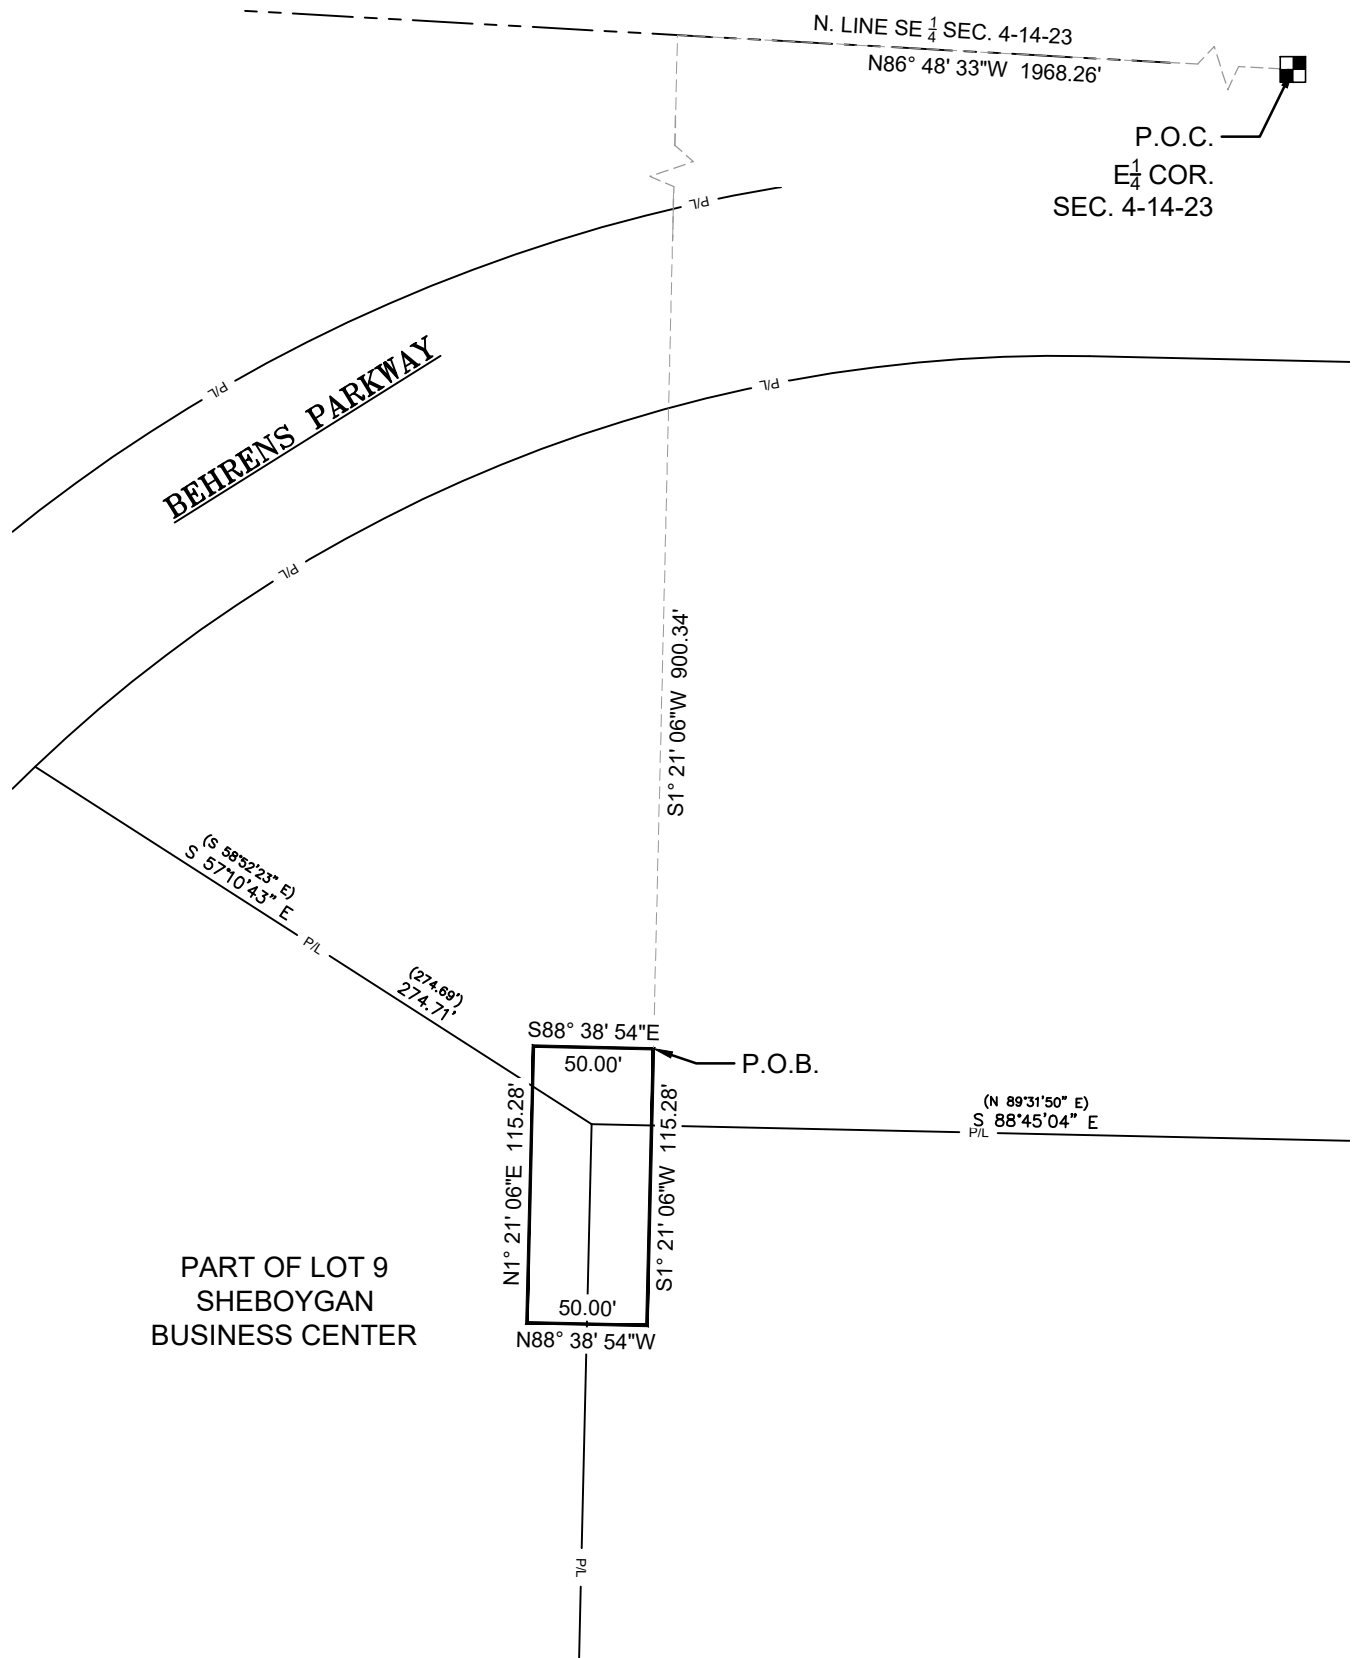 N. LINE SE 1/4 SEC. 4-14-23
N86° 48' 33"W 1968.26'
P.O.C.
E1/4 COR.
SEC. 4-14-23
P/L
P/L
P/L
BEHRENS PARKWAY
P/L
S1° 21' 06"W 900.34'
(S 58°52'23" E)
S 57°10'43" E
P/L
(274.69')
274.71'
S88° 38' 54"E
50.00'
P.O.B.
N1° 21' 06"E 115.28'
S1° 21' 06"W 115.28'
(N 89°31'50" E)
S 88°45'04" E
P/L
PART OF LOT 9
SHEBOYGAN
BUSINESS CENTER
50.00'
N88° 38' 54"W
P/L